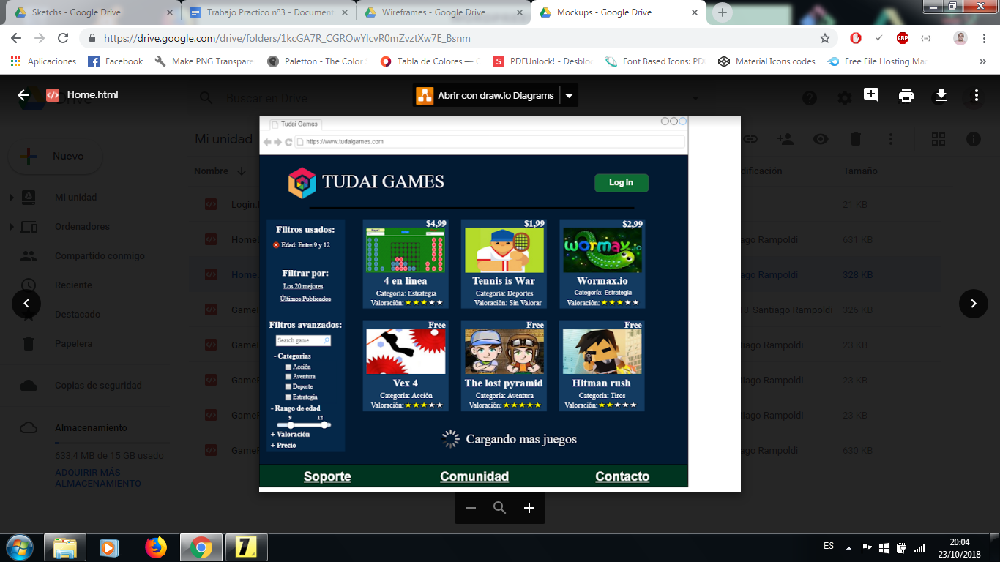 Sketchs - Google Drive
Trabajo Practico nº3 - Document
Wireframes - Google Drive
Mockups - Google Drive
https://drive.google.com/drive/folders/1kcGA7R_CGROwYlcvR0mZvztXw7E_Bsnm
ABP
Aplicaciones
Facebook
Make PNG Transpare
Paletton - The Color
Tabla de Colores — C
PDFUnlock! - Desbloc
Font Based Icons: PD
Material Icons codes
Free File Hosting Ma
Home.html
Buscar en Drive
Abrir con draw.io Diagrams
Nuevo
Mi unidad
Ordenadores
Compartido conmigo
Reciente
Destacado
Papelera
Copias de seguridad
Almacenamiento
633,4 MB de 15 GB usado
ADQUIRIR MÁS
ALMACENAMIENTO
Mi unidad
Nombre
dificación
Tamaño
Login.
21 KB
Home
ago Rampoldi
631 KB
Home.
ago Rampoldi
328 KB
GameF
8 Santiago Rampoldi
326 KB
GameF
ago Rampoldi
23 KB
GameF
ago Rampoldi
23 KB
GameF
ago Rampoldi
23 KB
GameF
ago Rampoldi
630 KB
Tudai Games
https://www.tudaigames.com
TUDAI GAMES
Log in
Filtros usados:
Edad: Entre 9 y 12
Filtrar por:
Los 20 mejores
Últimos Publicados
Filtros avanzados:
Search game
- Categorias
Acción
Aventura
Deporte
Estrategia
- Rango de edad
9
+ Valoración
+ Precio
$4,99
4 en linea
Categoría: Estrategia
Valoración:
$1,99
Tennis is War
Categoría: Deportes
Valoración: Sin Valorar
$2,99
wormax.io
Wormax.io
Categoría: Estrategia
Valoración:
Free
Vex 4
Categoría: Acción
Valoración:
Free
The lost pyramid
Categoría: Aventura
Valoración:
Free
Hitman rush
Categoría: Tiros
Valoración:
Cargando mas juegos
Soporte
Comunidad
Contacto
ES
20:04
23/10/2018